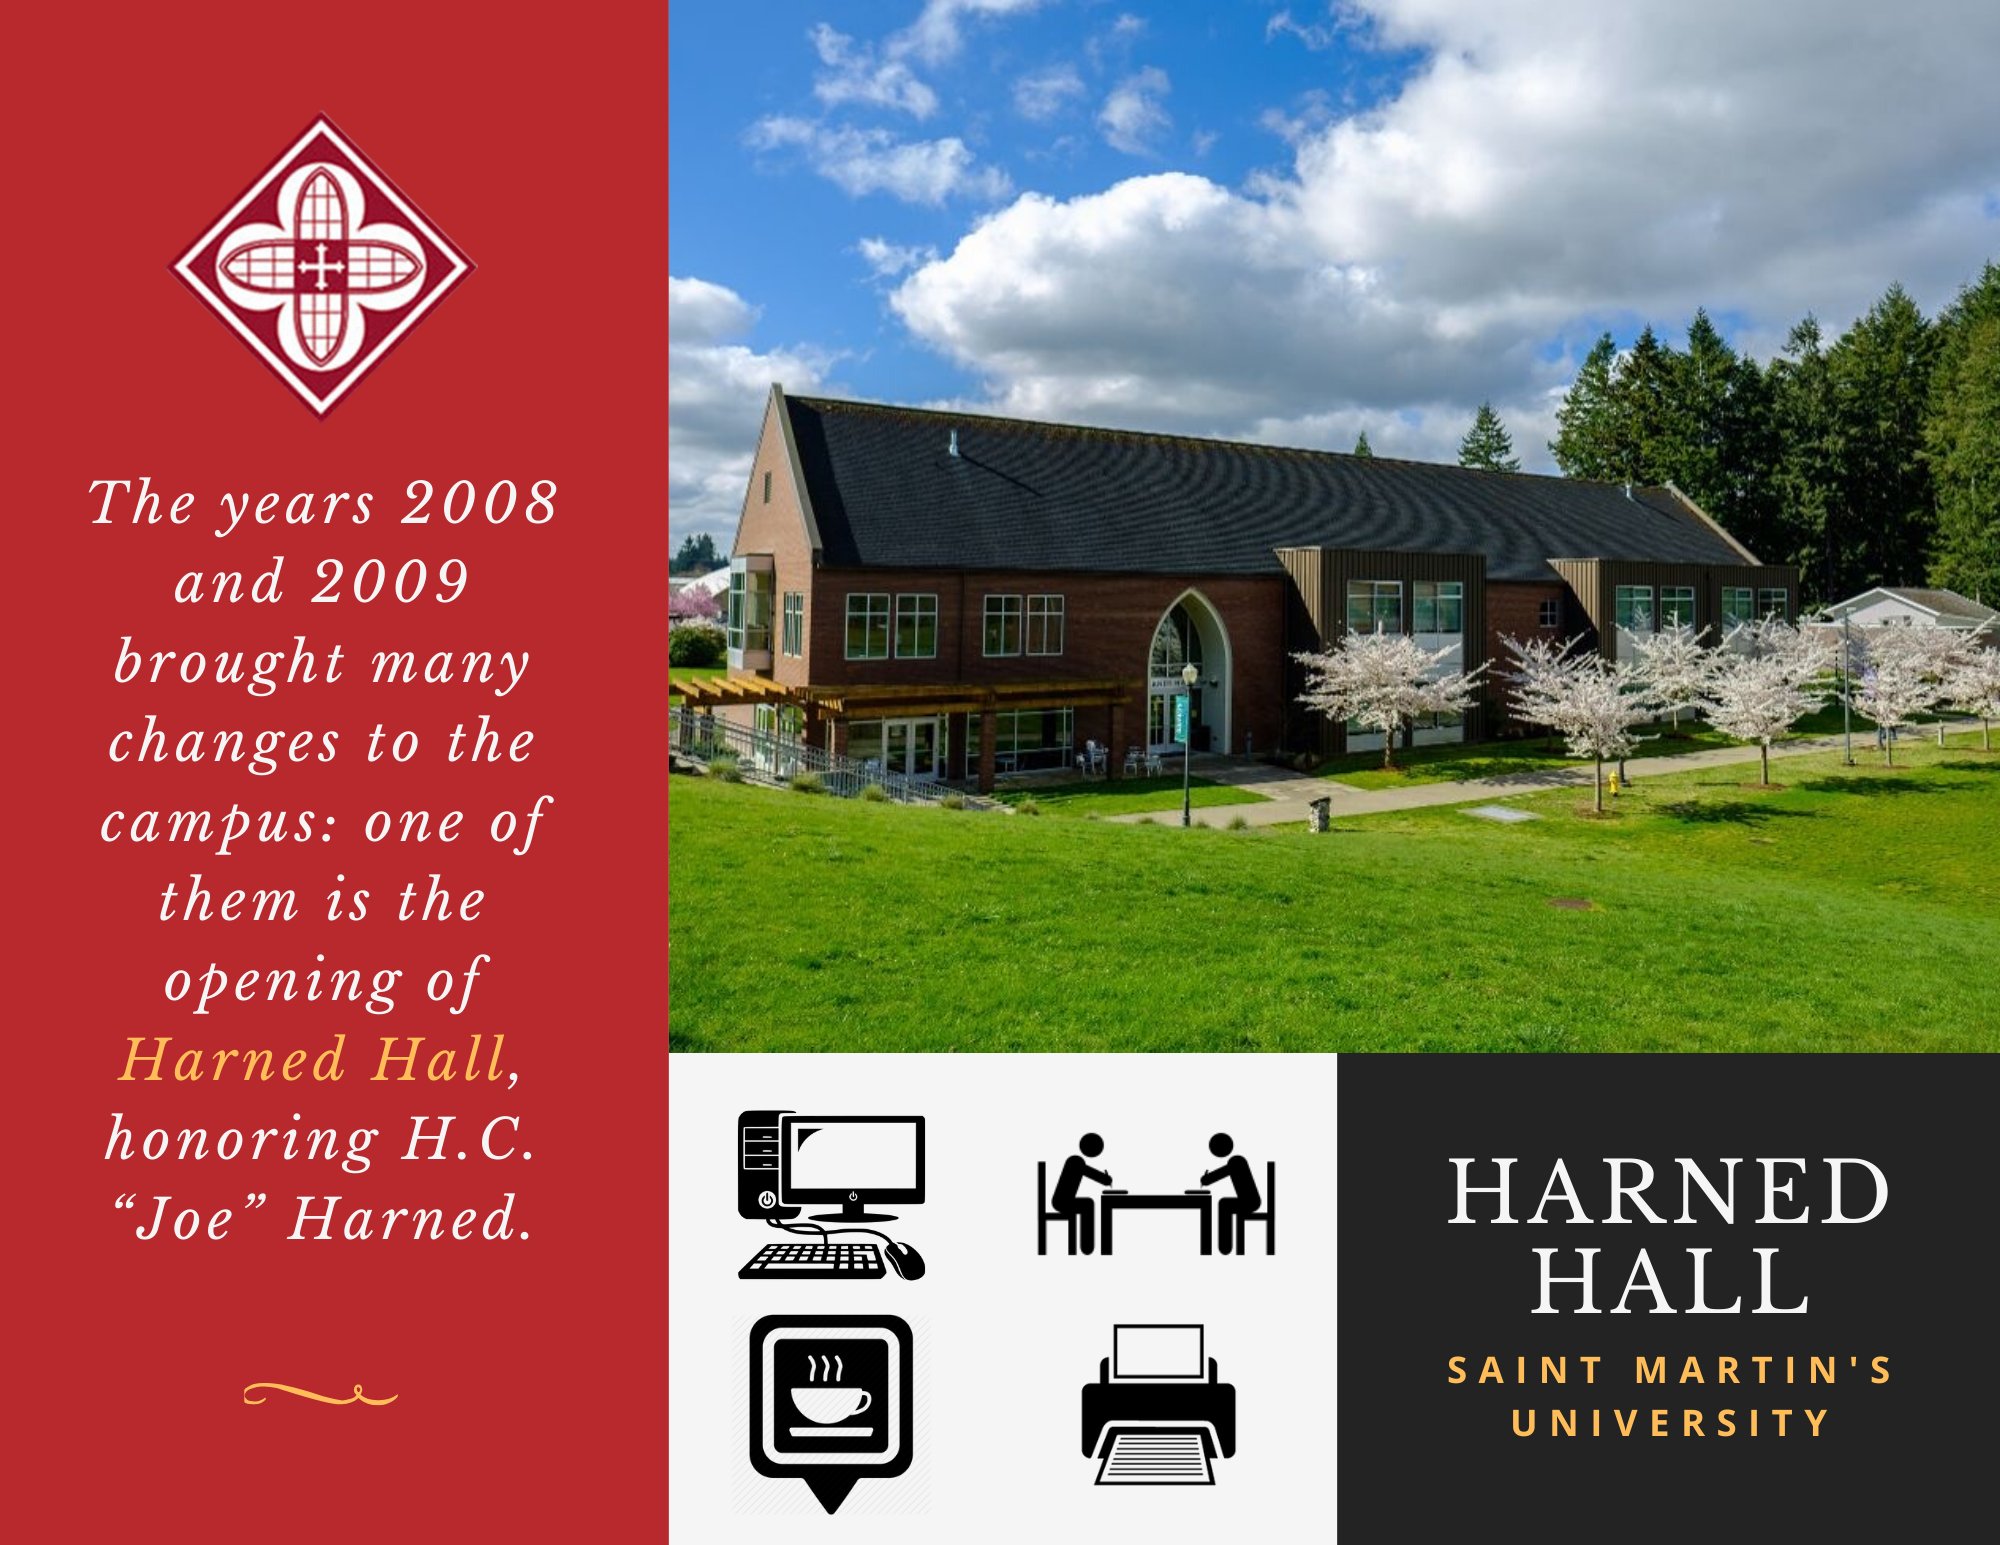 The years 2008
and 2009
brought many
changes to the
campus: one of
them is the
opening of
Harned Hall,
honoring H.C.
“Joe” Harned.
HARNED
HALL
SAINT MARTIN'S
UNIVERSITY